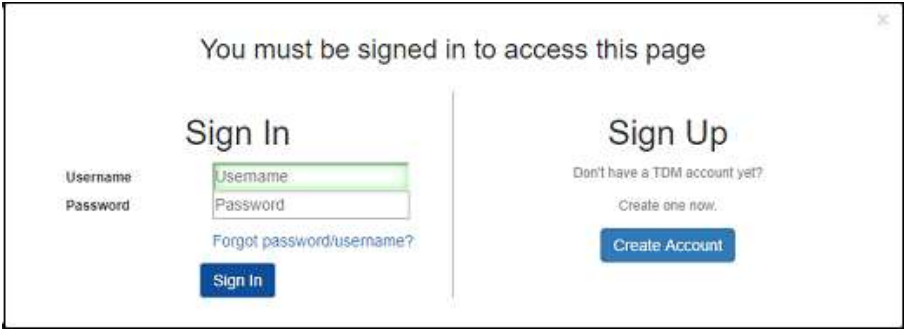 You must be signed in to access this page
Sign In
Username
Username
Password
Password
Forgot password/username?
Sign In
Sign Up
Don't have a TDM account yet?
Create one now.
Create Account